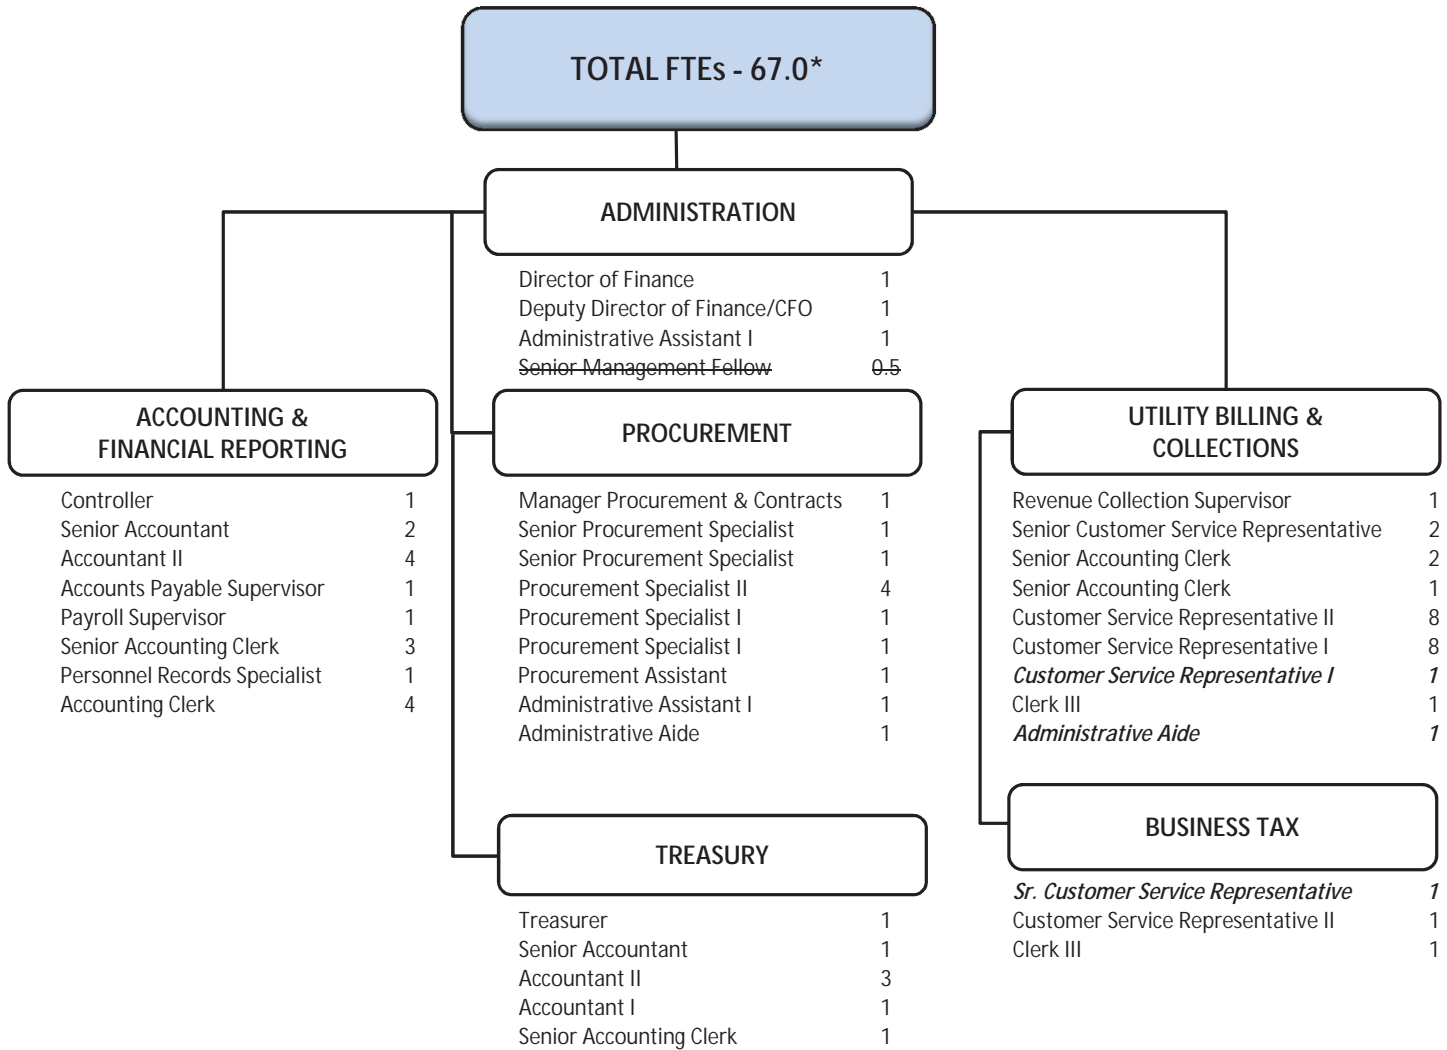 TOTAL FTEs - 67.0*
ADMINISTRATION
Director of Finance 1
Deputy Director of Finance/CFO 1
Administrative Assistant I 1
Senior Management Fellow 0.5
ACCOUNTING &
FINANCIAL REPORTING
Controller 1
Senior Accountant 2
Accountant II 4
Accounts Payable Supervisor 1
Payroll Supervisor 1
Senior Accounting Clerk 3
Personnel Records Specialist 1
Accounting Clerk 4
PROCUREMENT
Manager Procurement & Contracts 1
Senior Procurement Specialist 1
Senior Procurement Specialist 1
Procurement Specialist II 4
Procurement Specialist I 1
Procurement Specialist I 1
Procurement Assistant 1
Administrative Assistant I 1
Administrative Aide 1
TREASURY
Treasurer 1
Senior Accountant 1
Accountant II 3
Accountant I 1
Senior Accounting Clerk 1
UTILITY BILLING &
COLLECTIONS
Revenue Collection Supervisor 1
Senior Customer Service Representative 2
Senior Accounting Clerk 2
Senior Accounting Clerk 1
Customer Service Representative II 8
Customer Service Representative I 8
Customer Service Representative I 1
Clerk III 1
Administrative Aide 1
BUSINESS TAX
Sr. Customer Service Representative 1
Customer Service Representative II 1
Clerk III 1